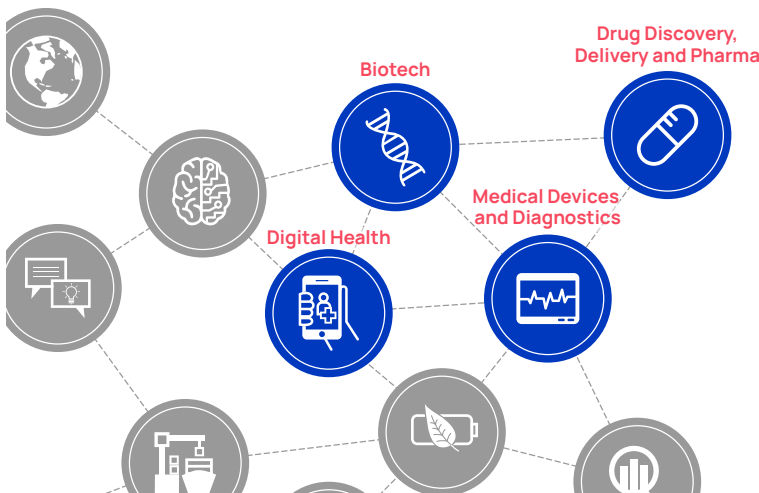 Drug Discovery,
Delivery and Pharma
Biotech
Medical Devices
and Diagnostics
Digital Health